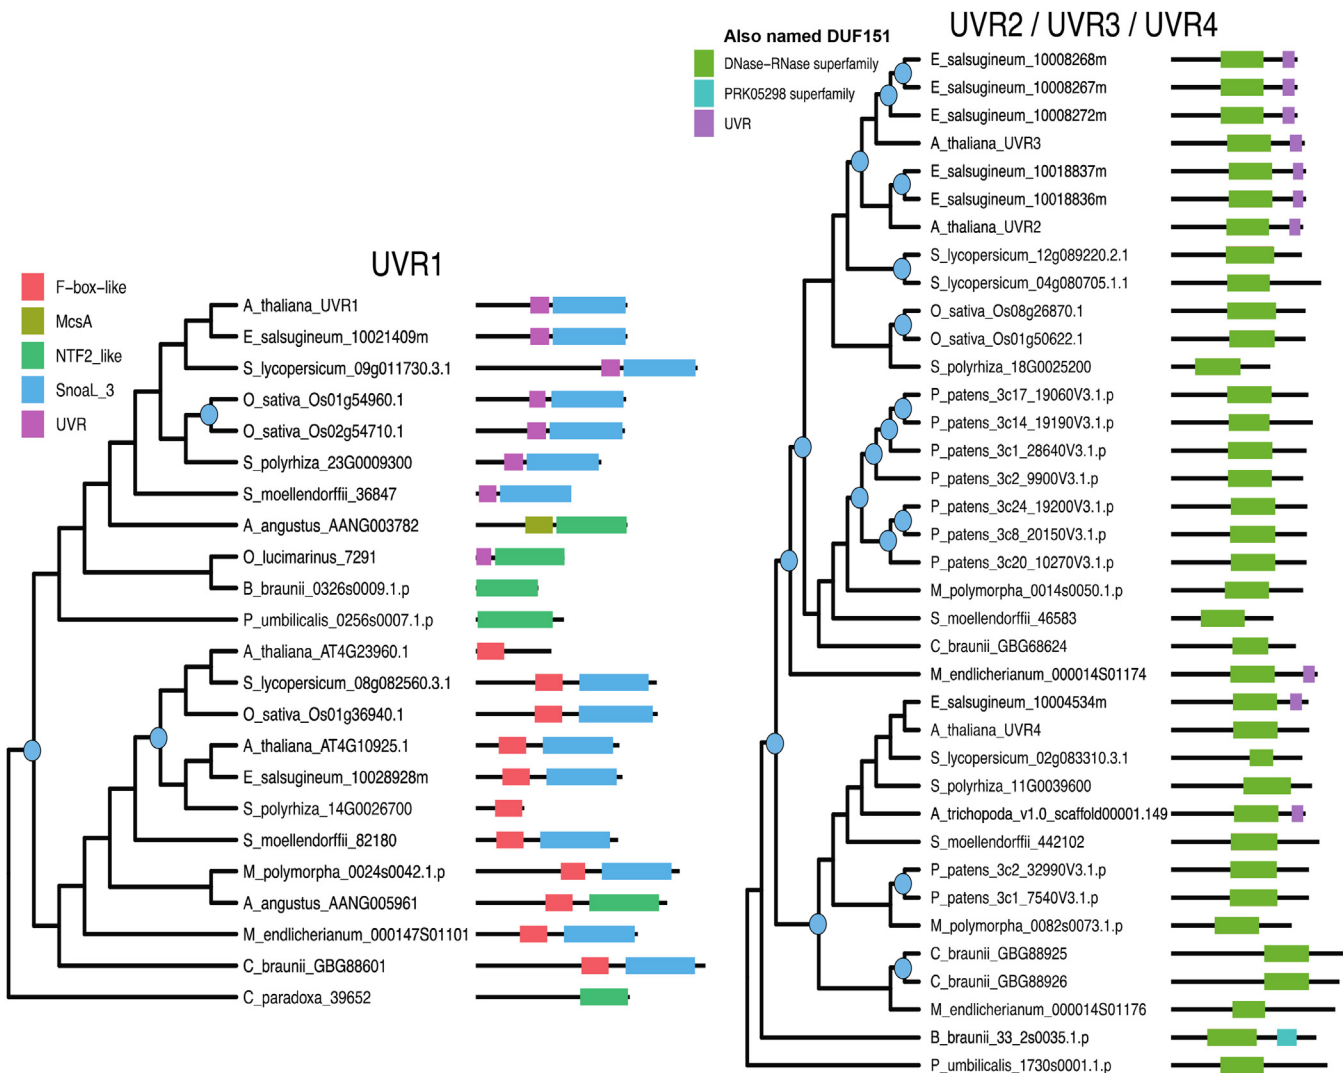 UVR1
F-box-like
McsA
NTF2_like
SnoaL_3
UVR
A_thaliana_UVR1
E_salsugineum_10021409m
S_lycopersicum_09g011730.3.1
O_sativa_Os01g54960.1
O_sativa_Os02g54710.1
S_polyrhiza_23G0009300
S_moellendorffii_36847
A_angustus_AANG003782
O_lucimarinus_7291
B_braunii_0326s0009.1.p
P_umbilicalis_0256s0007.1.p
A_thaliana_AT4G23960.1
S_lycopersicum_08g082560.3.1
O_sativa_Os01g36940.1
A_thaliana_AT4G10925.1
E_salsugineum_10028928m
S_polyrhiza_14G0026700
S_moellendorffii_82180
M_polymorpha_0024s0042.1.p
A_angustus_AANG005961
M_endlicherianum_000147S01101
C_braunii_GBG88601
C_paradoxa_39652
UVR2 / UVR3 / UVR4
Also named DUF151
DNase-RNase superfamily
PRK05298 superfamily
UVR
E_salsugineum_10008268m
E_salsugineum_10008267m
E_salsugineum_10008272m
A_thaliana_UVR3
E_salsugineum_10018837m
E_salsugineum_10018836m
A_thaliana_UVR2
S_lycopersicum_12g089220.2.1
S_lycopersicum_04g080705.1.1
O_sativa_Os08g26870.1
O_sativa_Os01g50622.1
S_polyrhiza_18G0025200
P_patens_3c17_19060V3.1.p
P_patens_3c14_19190V3.1.p
P_patens_3c1_28640V3.1.p
P_patens_3c2_9900V3.1.p
P_patens_3c24_19200V3.1.p
P_patens_3c8_20150V3.1.p
P_patens_3c20_10270V3.1.p
M_polymorpha_0014s0050.1.p
S_moellendorffii_46583
C_braunii_GBG68624
M_endlicherianum_000014S01174
E_salsugineum_10004534m
A_thaliana_UVR4
S_lycopersicum_02g083310.3.1
S_polyrhiza_11G0039600
A_trichopoda_v1.0_scaffold00001.149
S_moellendorffii_442102
P_patens_3c2_32990V3.1.p
P_patens_3c1_7540V3.1.p
M_polymorpha_0082s0073.1.p
C_braunii_GBG88925
C_braunii_GBG88926
M_endlicherianum_000014S01176
B_braunii_33_2s0035.1.p
P_umbilicalis_1730s0001.1.p